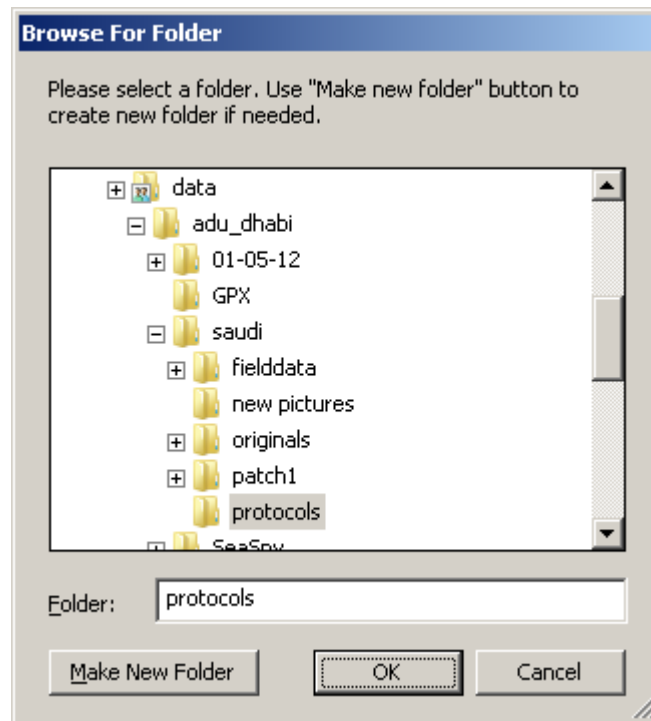 Browse For Folder
Please select a folder. Use "Make new folder" button to
create new folder if needed.
data
adu_dhabi
01-05-12
GPX
saudi
fielddata
new pictures
originals
patch1
protocols
SeaSpy
Folder: protocols
Make New Folder OK Cancel